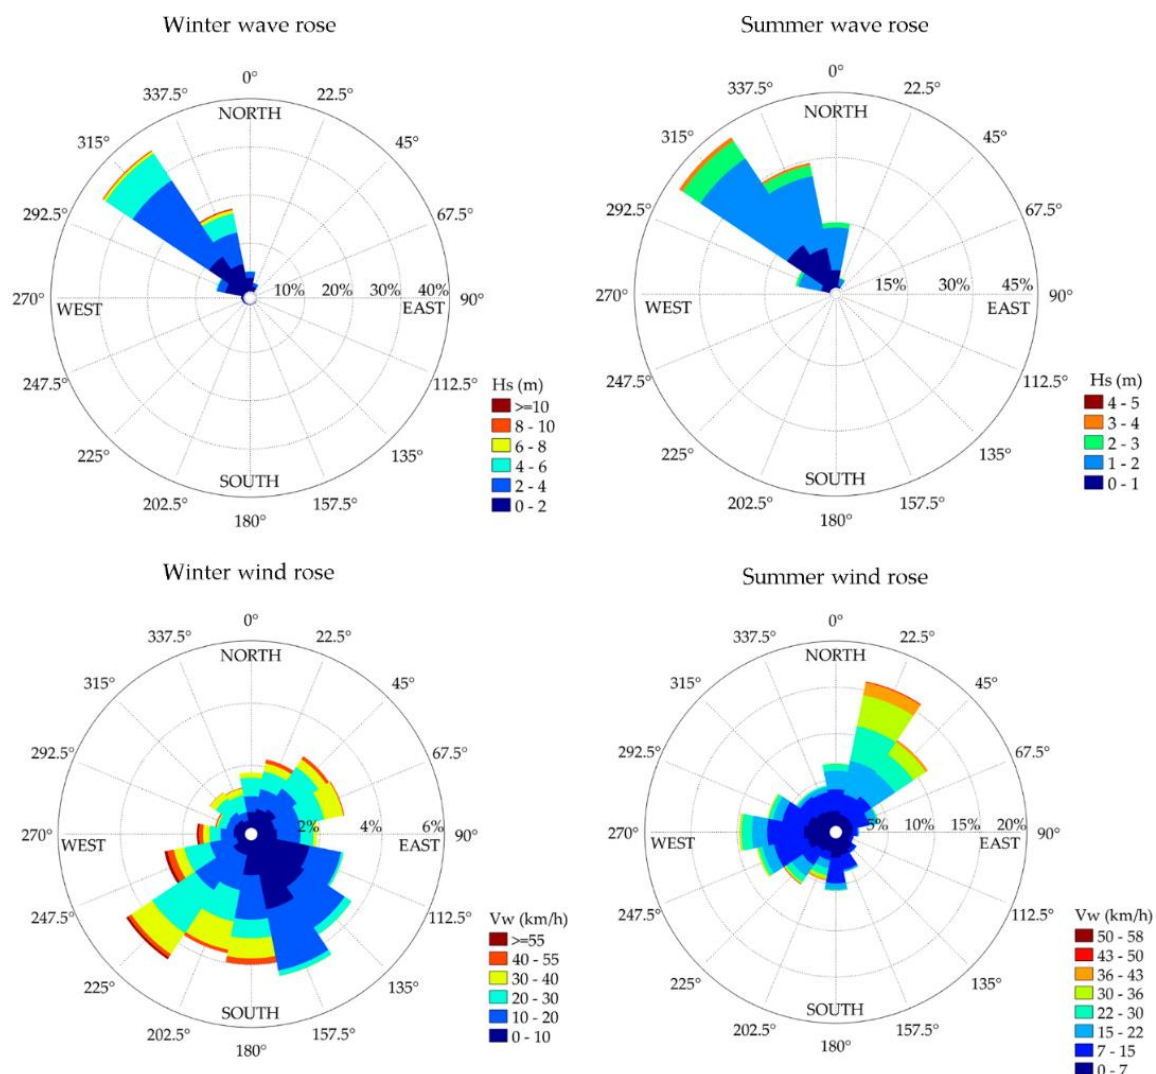 Winter wave rose
0°
337.5°
22.5°
NORTH
315°
45°
292.5°
67.5°
10%
20%
30%
40%
270°
WEST
EAST
90°
247.5°
112.5°
225°
135°
SOUTH
202.5°
157.5°
180°
Hs (m)
>=10
8 - 10
6 - 8
4 - 6
2 - 4
0 - 2
Summer wave rose
0°
337.5°
22.5°
NORTH
315°
45°
292.5°
67.5°
15%
30%
45%
270°
WEST
EAST
90°
247.5°
112.5°
225°
135°
SOUTH
202.5°
157.5°
180°
Hs (m)
4 - 5
3 - 4
2 - 3
1 - 2
0 - 1
Winter wind rose
0°
337.5°
22.5°
NORTH
315°
45°
292.5°
67.5°
2%
4%
6%
270°
WEST
EAST
90°
247.5°
112.5°
225°
135°
SOUTH
202.5°
157.5°
180°
Vw (km/h)
>=55
40 - 55
30 - 40
20 - 30
10 - 20
0 - 10
Summer wind rose
0°
337.5°
22.5°
NORTH
315°
45°
292.5°
67.5°
5%
10%
15%
20%
270°
WEST
EAST
90°
247.5°
112.5°
225°
135°
SOUTH
202.5°
157.5°
180°
Vw (km/h)
50 - 58
43 - 50
36 - 43
30 - 36
22 - 30
15 - 22
7 - 15
0 - 7